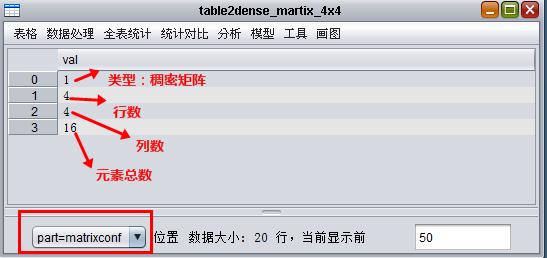 table2dense_martix_4x4
表格 数据处理 全表统计 统计对比 分析 模型 工具 画图
val
0 1 类型：稠密矩阵
1 4
行数
2 4
列数
3 16
元素总数
part=matrixconf 位置 数据大小: 20 行，当前显示前 50